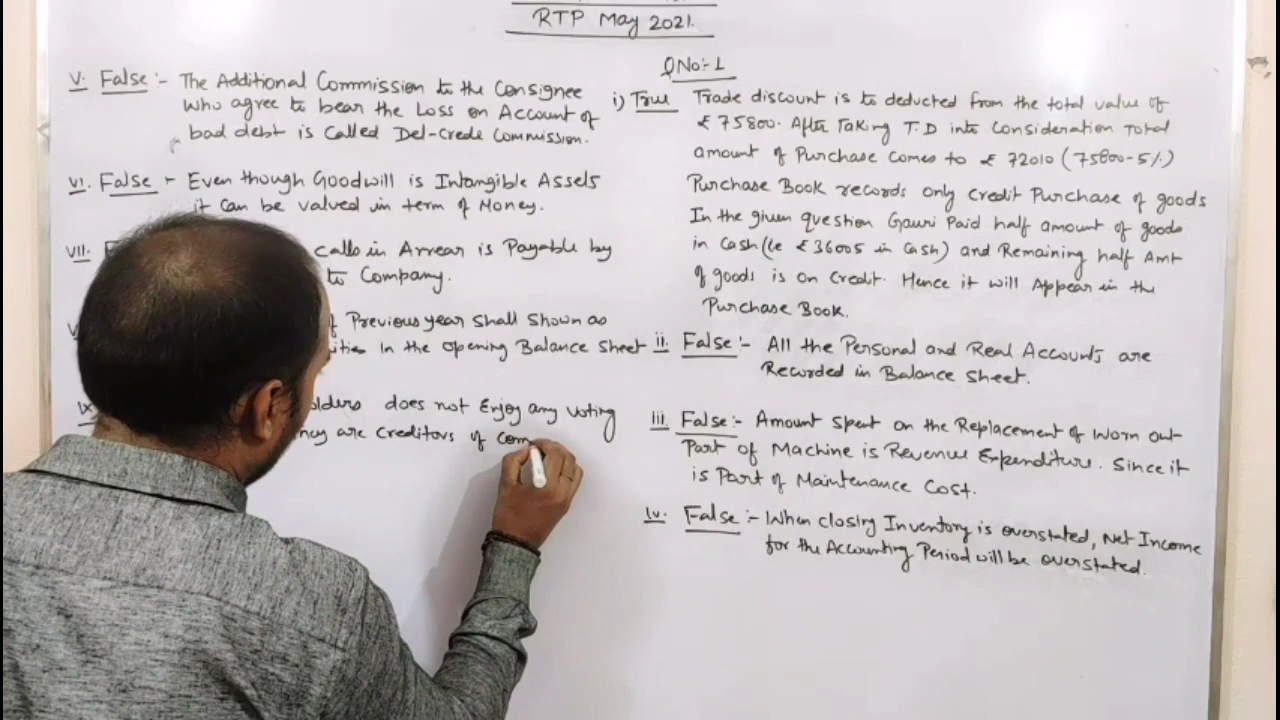 RTP May 2021.
QNo:-1
i) True Trade discount is to deducted from the total value of
₹ 75800. After Taking T.D into Consideration Total
amount of Purchase comes to ₹ 72010 (75800-5%)
Purchase Book records only Credit Purchase of goods
In the given question Gauri Paid half amount of goods
in Cash (ie ₹ 36005 in Cash) and Remaining half Amt
of goods is on Credit. Hence it will Appear in the
Purchase Book.
ii. False:- All the Personal and Real Accounts are
Recorded in Balance Sheet.
iii. False:- Amount Spent on the Replacement of Worn out
Part of Machine is Revenue Expenditure. Since it
is Part of Maintenance Cost.
iv. False:- When closing Inventory is overstated, Net Income
for the Accounting Period will be overstated.
V. False:- The Additional Commission to the Consignee
Who agree to bear the Loss on Account of
bad debt is Called Del-Crede Commission.
VI. False:- Even though Goodwill is Intangible Assets
it can be valued in term of Money.
VII. calls in Arrear is Payable by
to Company.
Previous year Shall Shown as
In the Opening Balance Sheet
IX does not Enjoy any Voting
are Creditors of Com